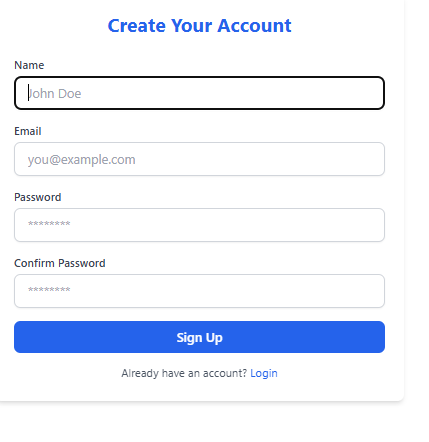 Create Your Account
Name
John Doe
Email
you@example.com
Password
********
Confirm Password
********
Sign Up
Already have an account? Login